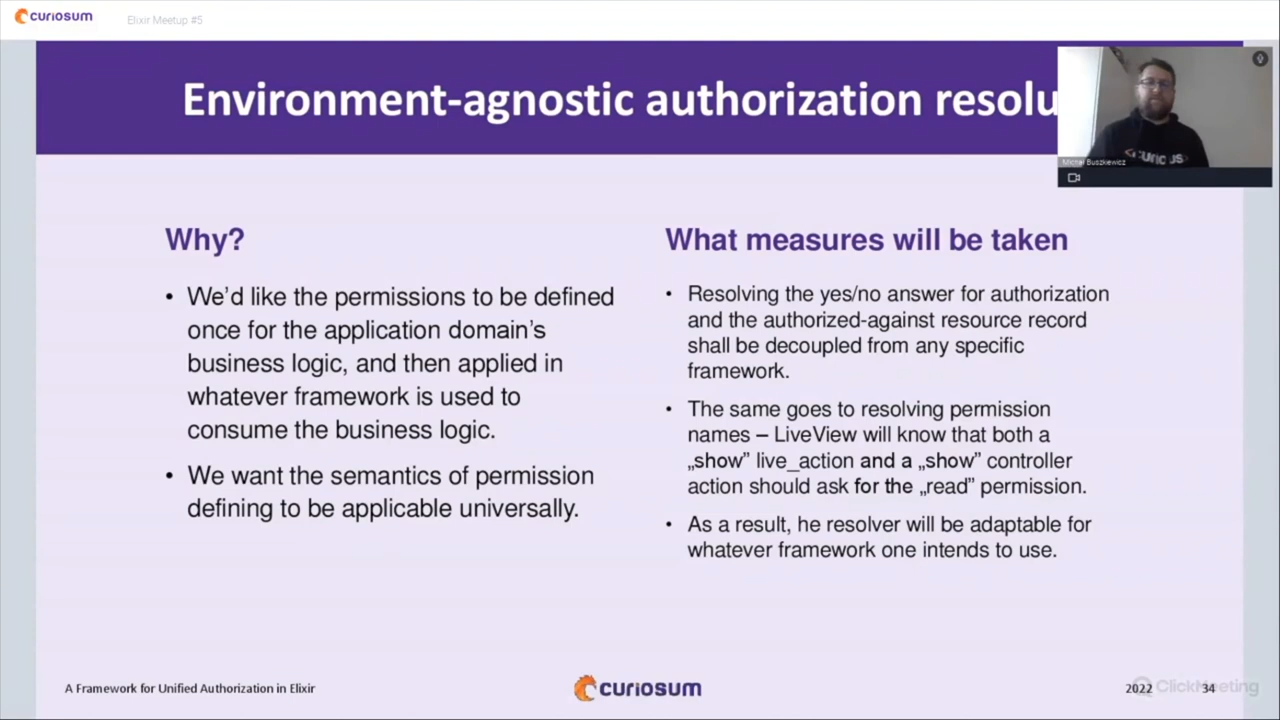 curiosum
Elixir Meetup #5
Environment-agnostic authorization resolu
Michał Buszkiewicz
Why?
• We'd like the permissions to be defined
once for the application domain's
business logic, and then applied in
whatever framework is used to
consume the business logic.
• We want the semantics of permission
defining to be applicable universally.
What measures will be taken
• Resolving the yes/no answer for authorization
and the authorized-against resource record
shall be decoupled from any specific
framework.
• The same goes to resolving permission
names – LiveView will know that both a
„show” live_action and a „show” controller
action should ask for the „read” permission.
• As a result, he resolver will be adaptable for
whatever framework one intends to use.
A Framework for Unified Authorization in Elixir
curiosum
2022
ClickMeeting
34